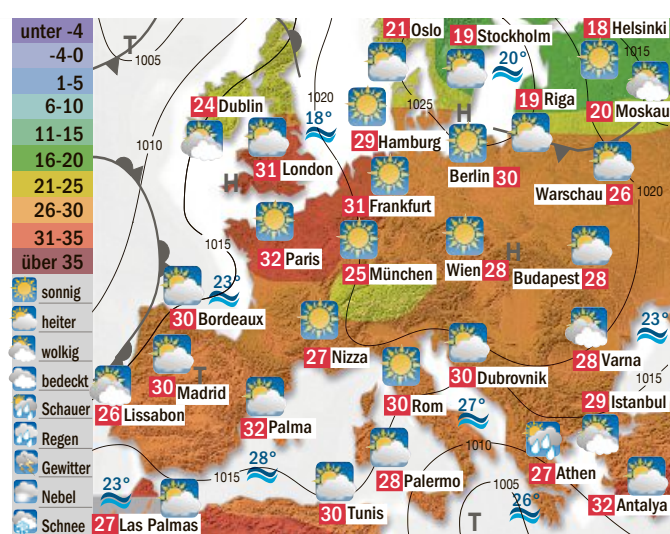 unter -4
-4-0
1-5
6-10
11-15
16-20
21-25
26-30
31-35
über 35
sonnig
heiter
wolkig
bedeckt
Schauer
Regen
Gewitter
Nebel
Schnee
T
1005
21 Oslo
19 Stockholm
18 Helsinki
1015
20°
20 Moskau
1020
1025
H
19 Riga
24 Dublin
18°
29 Hamburg
1010
31 London
Berlin 30
H
31 Frankfurt
Warschau 26
1020
32 Paris
25 München
Wien 28
H
Budapest 28
1015
23°
30 Bordeaux
27 Nizza
30 Dubrovnik
28 Varna
23°
1015
30 Madrid
T
26 Lissabon
32 Palma
30 Rom
27°
29 Istanbul
1010
28 Palermo
27 Athen
28°
1015
23°
27 Las Palmas
30 Tunis
1005
26°
T
32 Antalya